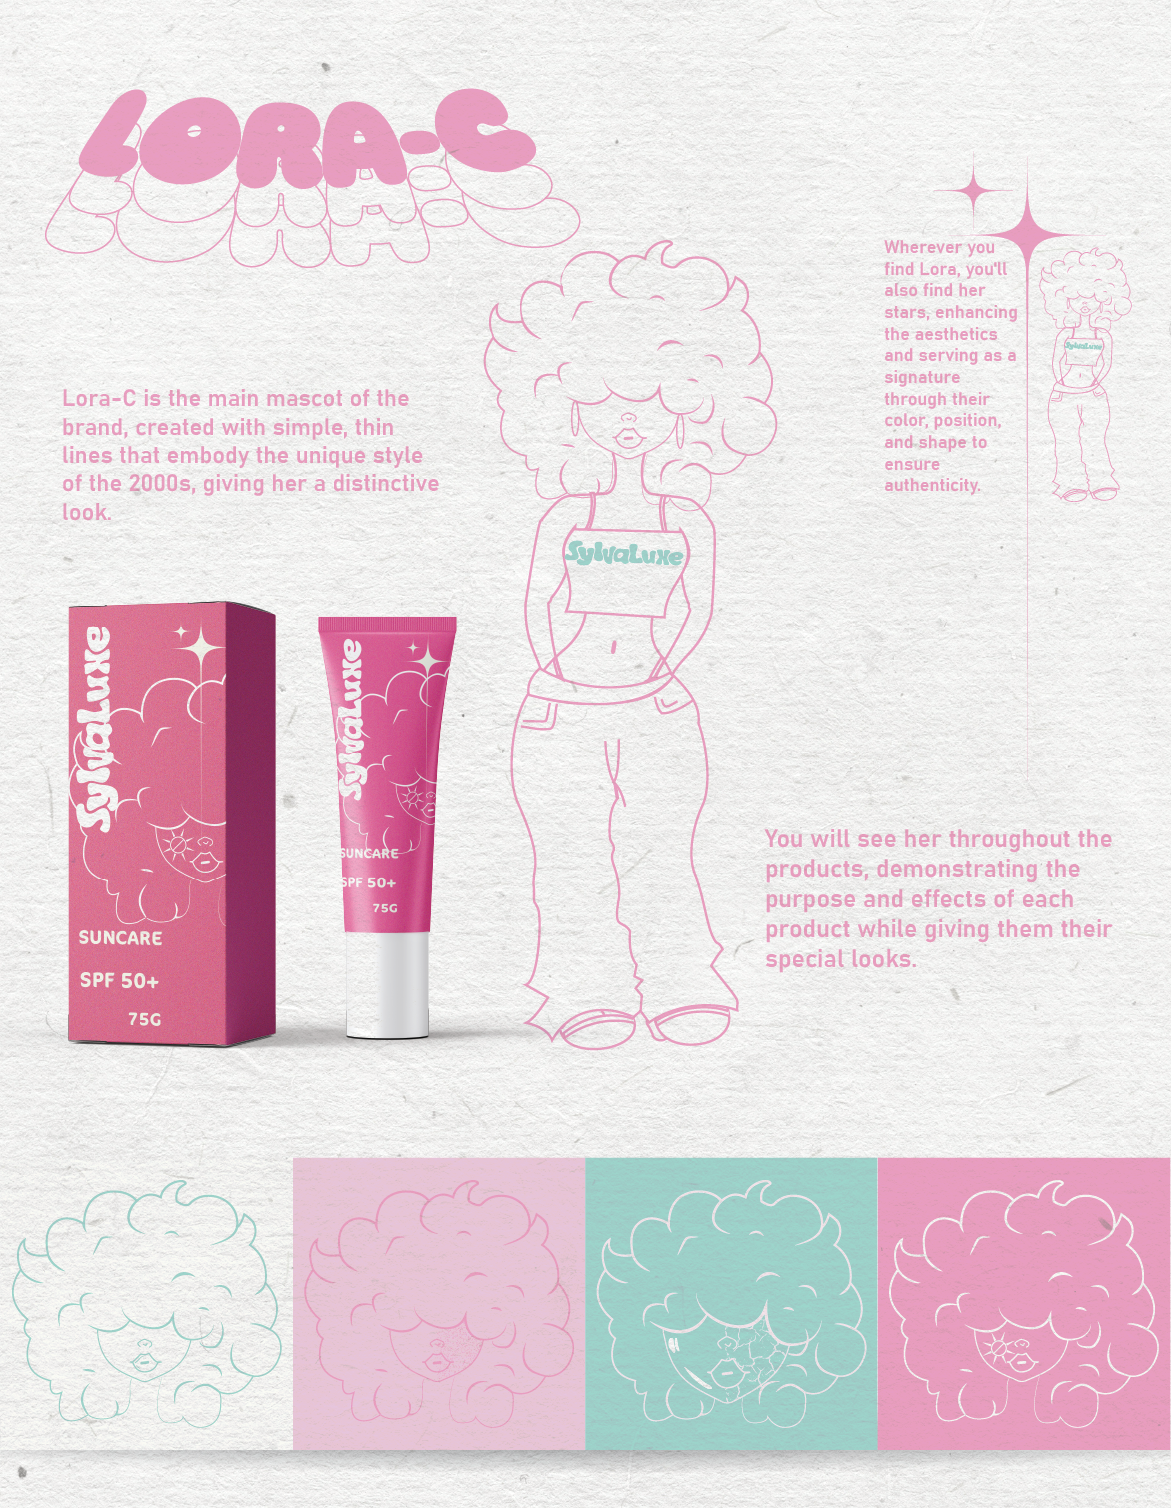 LORA-C
Wherever you
find Lora, you'll
also find her
stars, enhancing
the aesthetics
and serving as a
signature
through their
color, position,
and shape to
ensure
authenticity.
SylvaLuxe
Lora-C is the main mascot of the
brand, created with simple, thin
lines that embody the unique style
of the 2000s, giving her a distinctive
look.
SylvaLuxe
SylvaLuxe
SUNCARE
SPF 50+
75G
SylvaLuxe
SUNCARE
SPF 50+
75G
You will see her throughout the
products, demonstrating the
purpose and effects of each
product while giving them their
special looks.